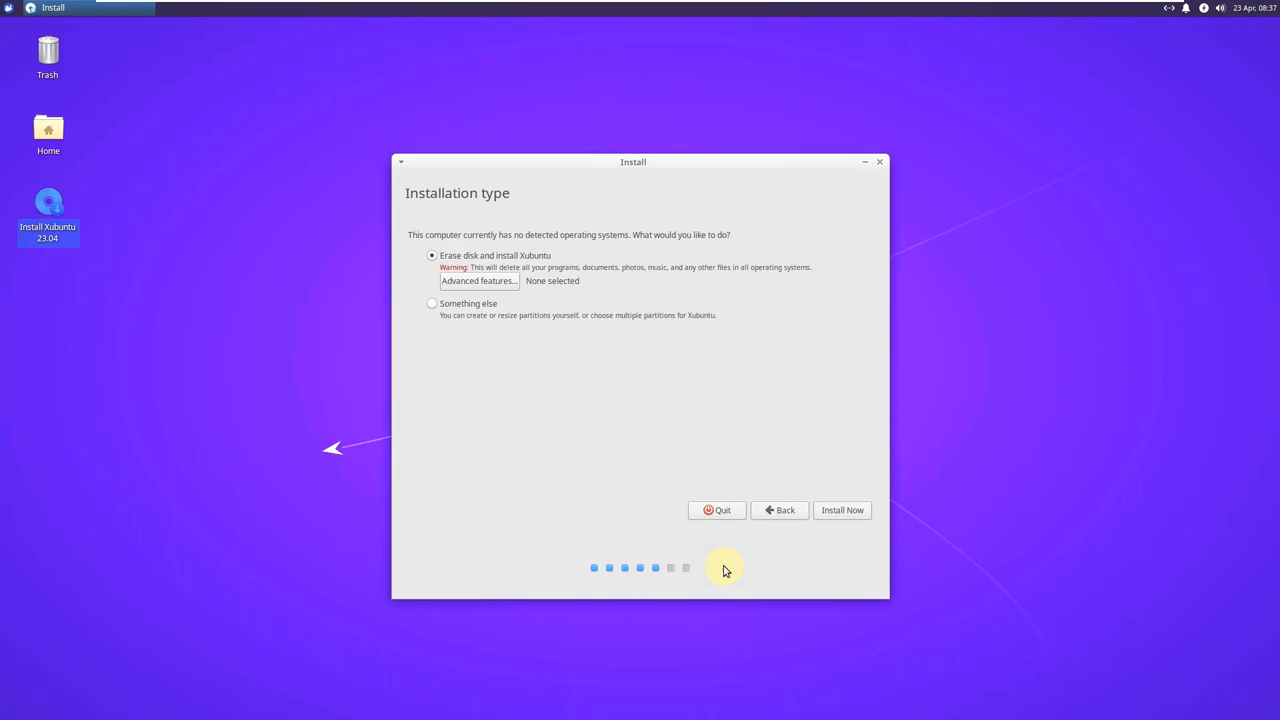 Install
23 Apr, 08:37
Trash
Home
Install Xubuntu
23.04
Install
Installation type
This computer currently has no detected operating systems. What would you like to do?
Erase disk and install Xubuntu
Warning: This will delete all your programs, documents, photos, music, and any other files in all operating systems.
Advanced features... None selected
Something else
You can create or resize partitions yourself, or choose multiple partitions for Xubuntu.
Quit Back Install Now